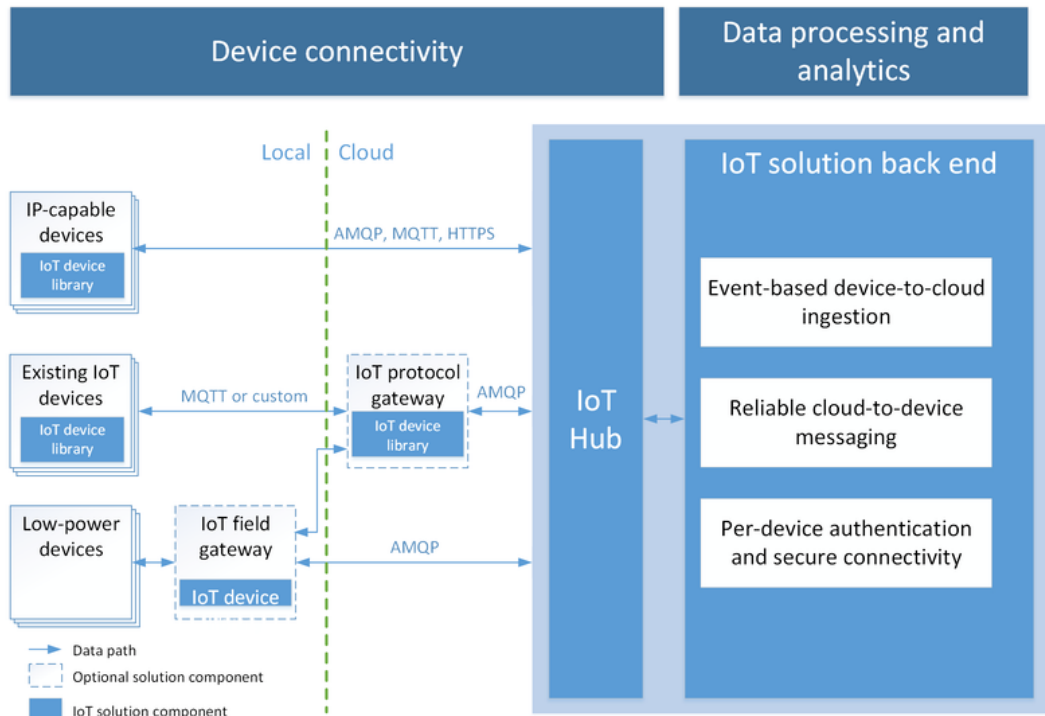 Device connectivity
Data processing and
analytics
Local
Cloud
IoT solution back end
IP-capable
devices
IoT device
library
AMQP, MQTT, HTTPS
Event-based device-to-cloud
ingestion
Existing IoT
devices
IoT device
library
MQTT or custom
IoT protocol
gateway
IoT device
library
AMQP
IoT
Hub
Reliable cloud-to-device
messaging
Low-power
devices
IoT field
gateway
IoT device
AMQP
Per-device authentication
and secure connectivity
Data path
Optional solution component
IoT solution component